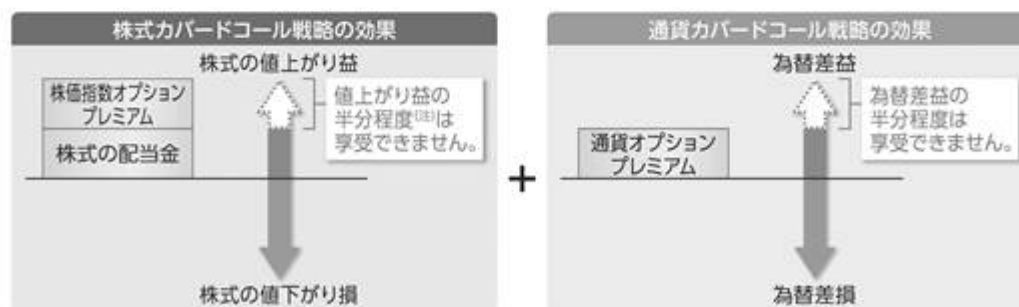 株式カバードコール戦略の効果
株式の値上がり益
株価指数オプション
プレミアム
株式の配当金
値上がり益の
半分程度(注)は
享受できません。
株式の値下がり損
+
通貨カバードコール戦略の効果
為替差益
通貨オプション
プレミアム
為替差益の
半分程度は
享受できません。
為替差損